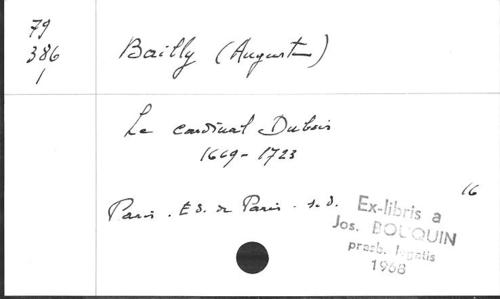 79
386
1
Bailly (Auguste)
Le cardinal Dubois
1669-1723
16
Paris. Ed. de Paris. s.d.
Ex-libris a
Jos. BOUQUIN
presb. legatis
1968